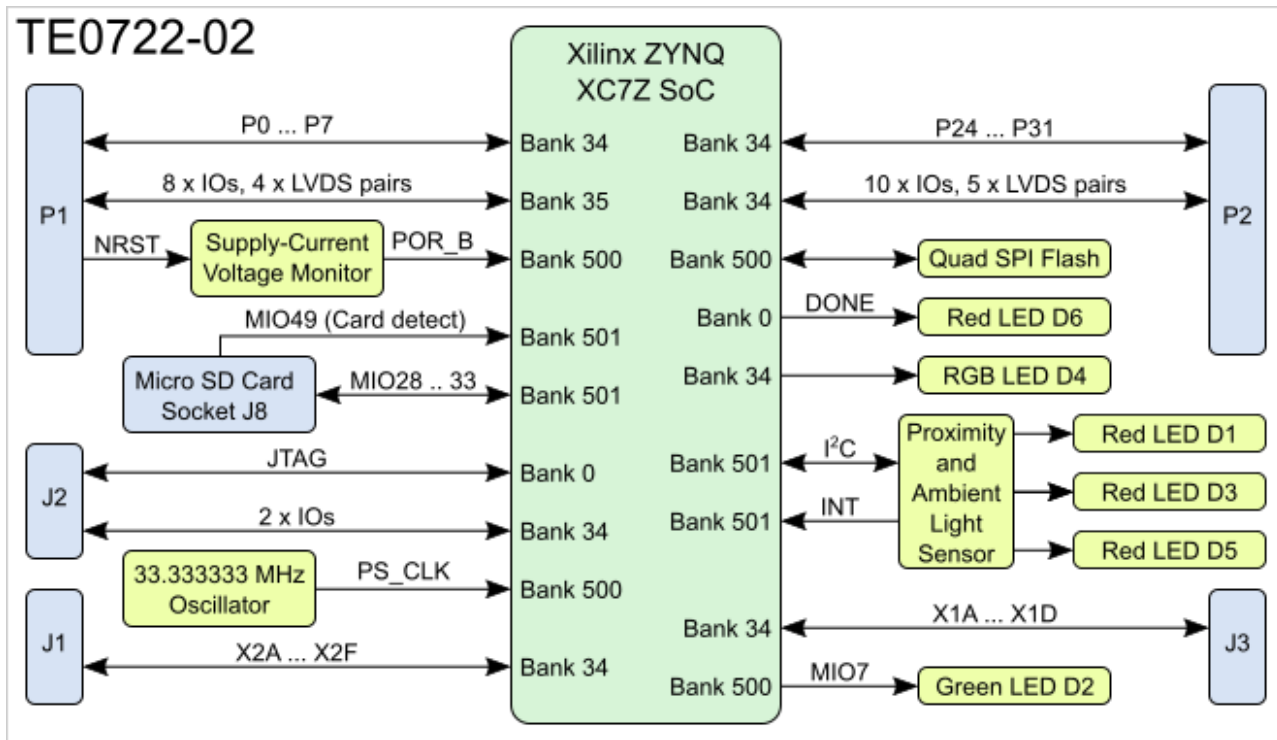 TE0722-02
Xilinx ZYNQ
XC7Z SoC
P1
P0 ... P7
Bank 34
8 x IOs, 4 x LVDS pairs
Bank 35
NRST
Supply-Current
Voltage Monitor
POR_B
Bank 500
MIO49 (Card detect)
Bank 501
Micro SD Card
Socket J8
MIO28 .. 33
Bank 501
J2
JTAG
Bank 0
2 x IOs
Bank 34
33.333333 MHz
Oscillator
PS_CLK
Bank 500
J1
X2A ... X2F
Bank 34
Bank 34
P24 ... P31
P2
Bank 34
10 x IOs, 5 x LVDS pairs
Bank 500
Quad SPI Flash
Bank 0
DONE
Red LED D6
Bank 34
RGB LED D4
Bank 501
I²C
Proximity
and
Ambient
Light
Sensor
Red LED D1
Red LED D3
Red LED D5
Bank 501
INT
Bank 34
X1A ... X1D
J3
Bank 500
MIO7
Green LED D2